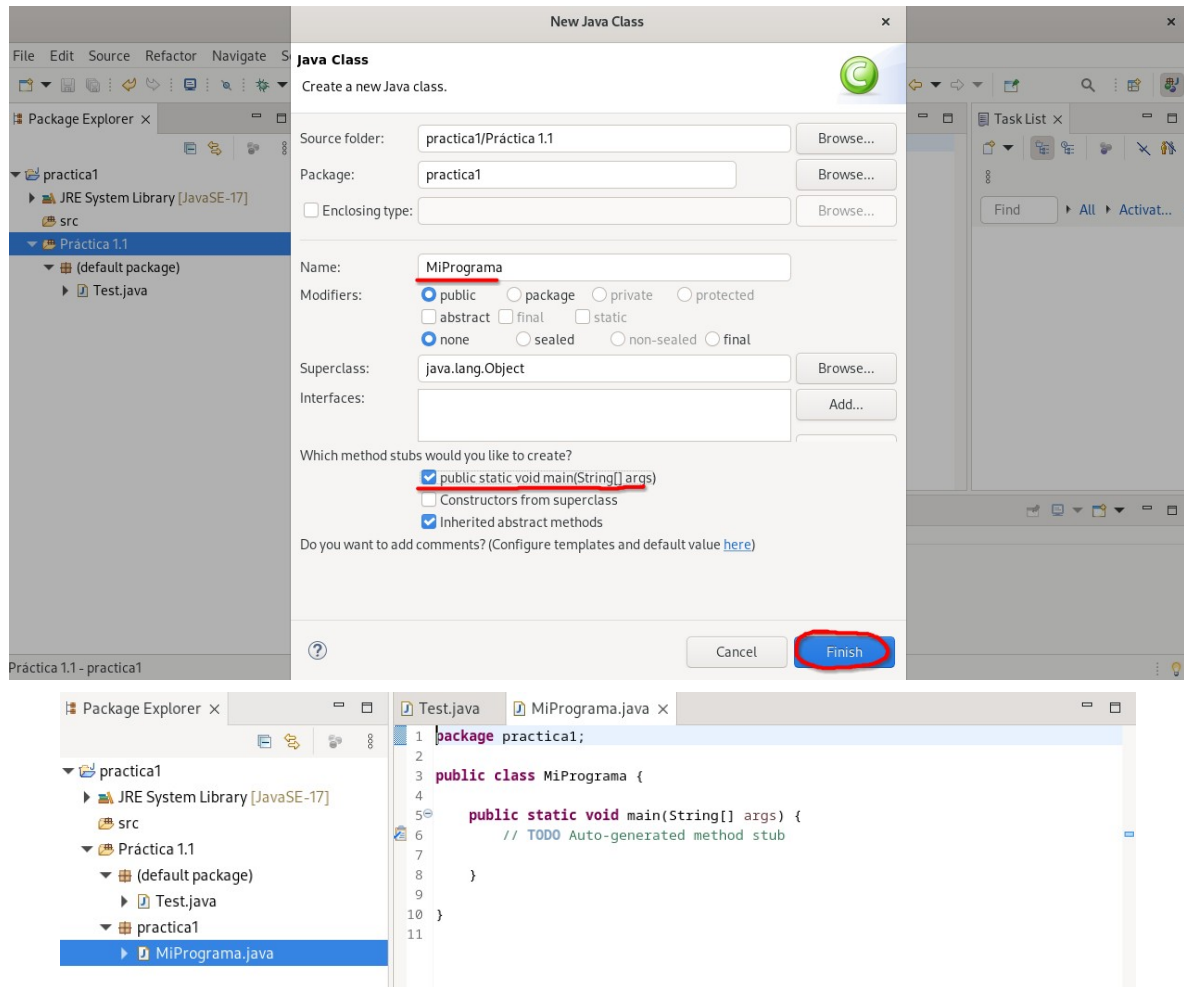 New Java Class
File Edit Source Refactor Navigate
Java Class
Create a new Java class.
Package Explorer
Task List
Source folder: practica1/Práctica 1.1 Browse...
practica1
Package: practica1 Browse...
JRE System Library [JavaSE-17]
Enclosing type: Browse...
Find All Activat...
src
Práctica 1.1
(default package)
Name: MiPrograma
Test.java
Modifiers: public package private protected
abstract final static
none sealed non-sealed final
Superclass: java.lang.Object Browse...
Interfaces: Add...
Which method stubs would you like to create?
public static void main(String[] args)
Constructors from superclass
Inherited abstract methods
Do you want to add comments? (Configure templates and default value here)
Cancel Finish
Práctica 1.1 - practica1
Package Explorer
practica1
JRE System Library [JavaSE-17]
src
Práctica 1.1
(default package)
Test.java
practica1
MiPrograma.java
Test.java MiPrograma.java
1 package practica1;
2
3 public class MiPrograma {
4
5 public static void main(String[] args) {
6 // TODO Auto-generated method stub
7
8 }
9
10 }
11